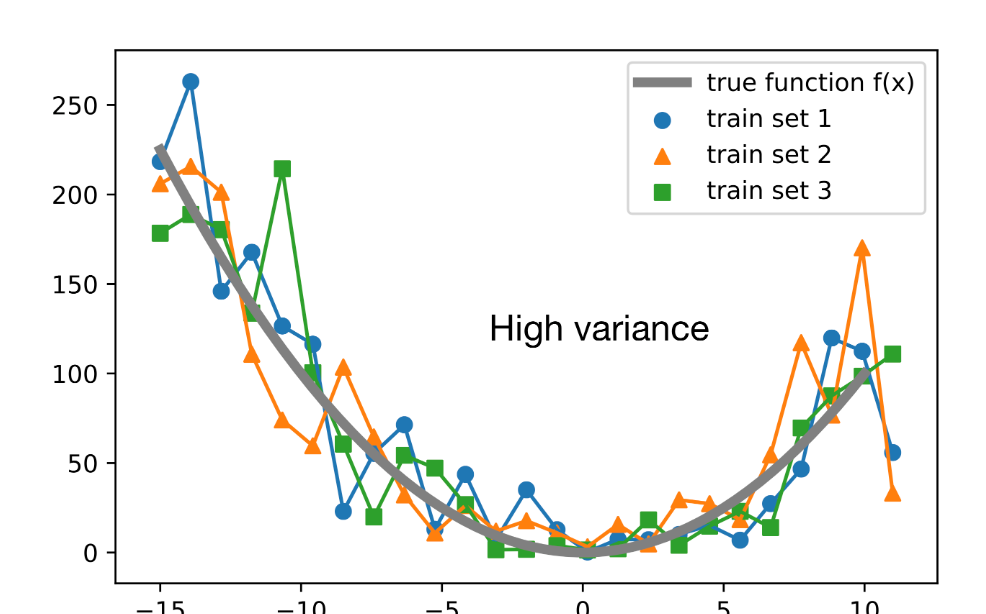 true function f(x)
train set 1
train set 2
train set 3
High variance
250
200
150
100
50
0
−15
−10
−5
0
5
10